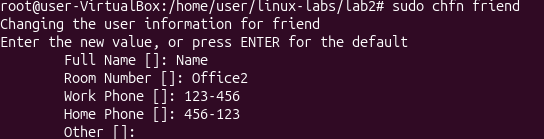 root@user-VirtualBox:/home/user/linux-labs/lab2# sudo chfn friend
Changing the user information for friend
Enter the new value, or press ENTER for the default
        Full Name []: Name
        Room Number []: Office2
        Work Phone []: 123-456
        Home Phone []: 456-123
        Other []: